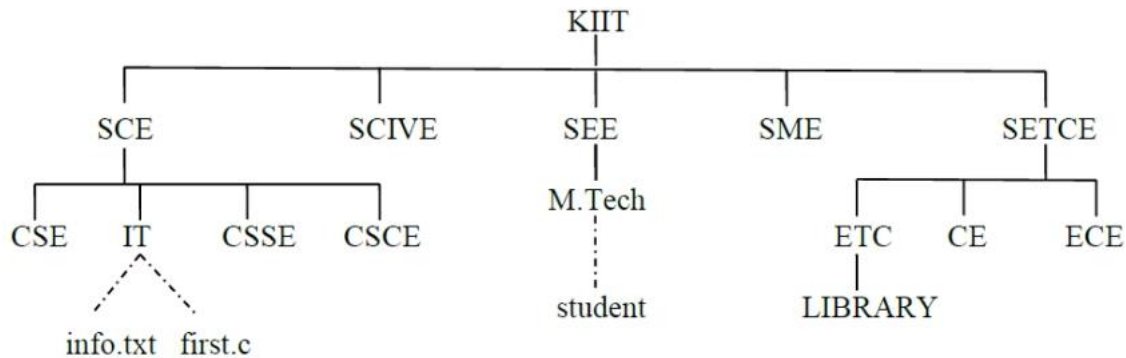 KIIT
SCE SCIVE SEE SME SETCE
M.Tech
CSE IT CSSE CSCE ETC CE ECE
student LIBRARY
info.txt first.c